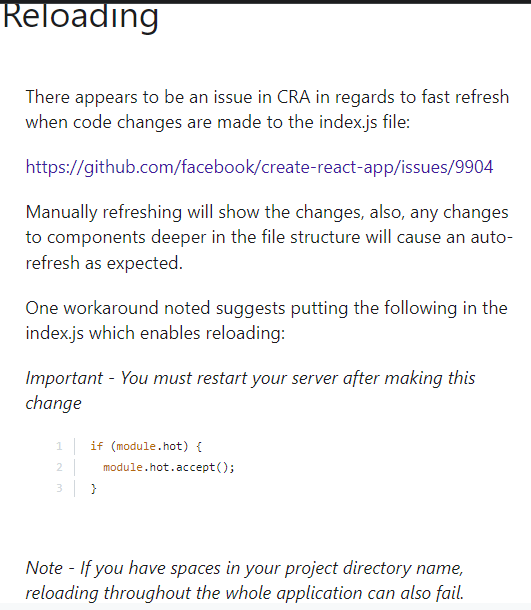 Reloading
There appears to be an issue in CRA in regards to fast refresh
when code changes are made to the index.js file:
https://github.com/facebook/create-react-app/issues/9904
Manually refreshing will show the changes, also, any changes
to components deeper in the file structure will cause an auto-
refresh as expected.
One workaround noted suggests putting the following in the
index.js which enables reloading:
Important - You must restart your server after making this
change
1 if (module.hot) {
2   module.hot.accept();
3 }
Note - If you have spaces in your project directory name,
reloading throughout the whole application can also fail.